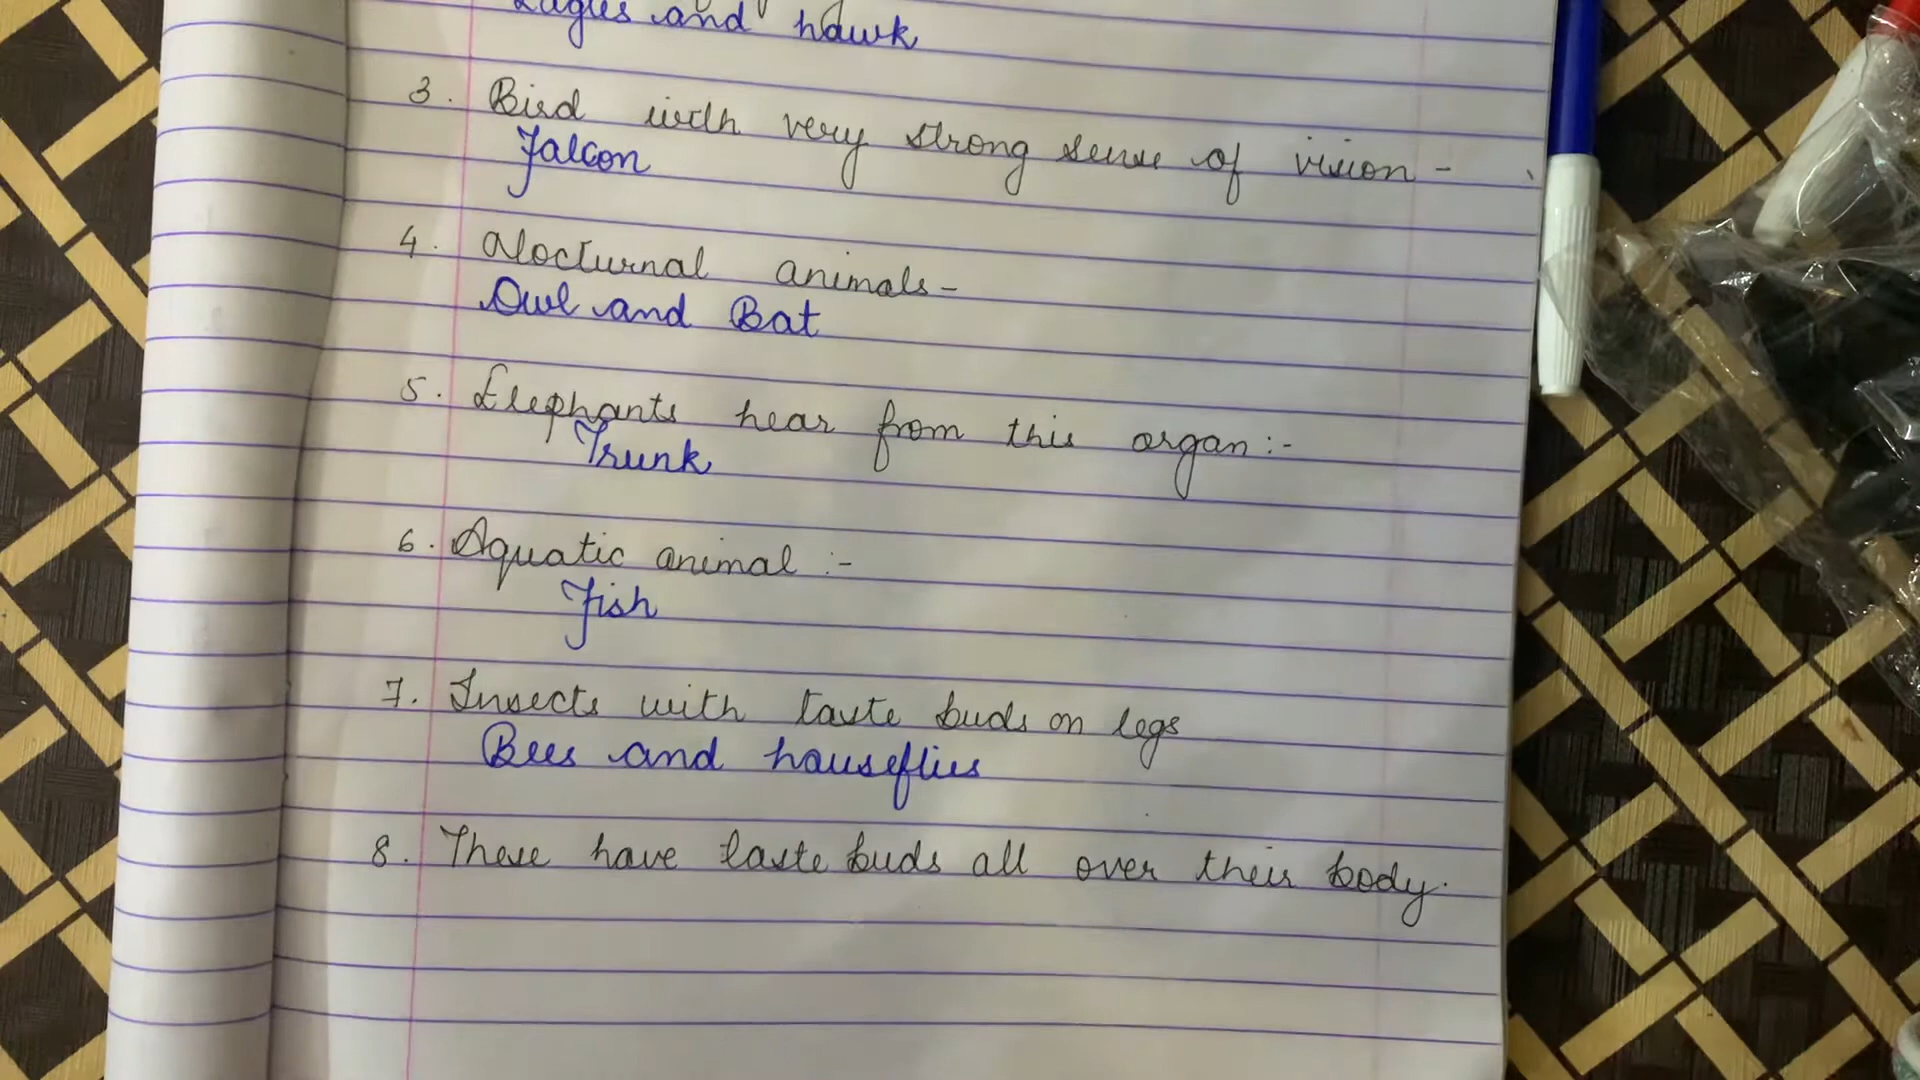 Eagles and hawk
3. Bird with very strong sense of vision -
Falcon
4. Nocturnal animals-
Owl and Bat
5. Elephants hear from this organ:-
Trunk
6. Aquatic animal :-
Fish
7. Insects with taste buds on legs
Bees and houseflies
8. These have taste buds all over their body.